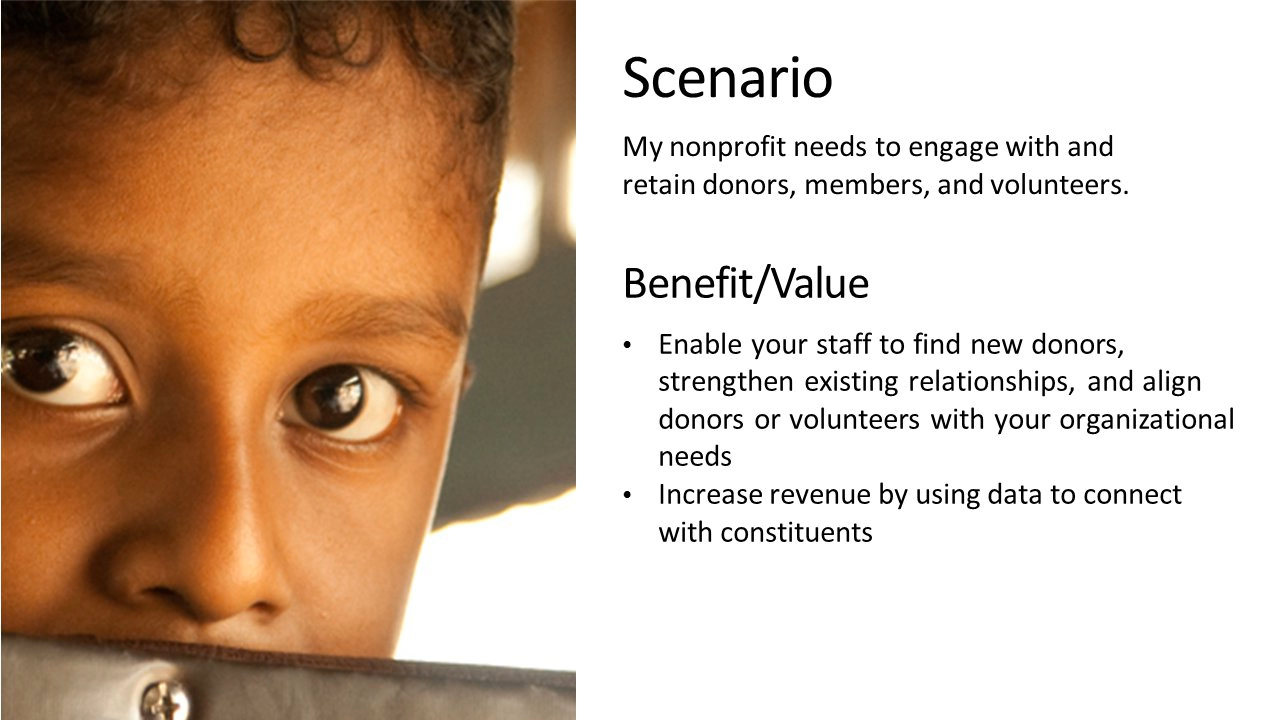 Scenario
My nonprofit needs to engage with and
retain donors, members, and volunteers.
Benefit/Value
• Enable your staff to find new donors,
strengthen existing relationships, and align
donors or volunteers with your organizational
needs
• Increase revenue by using data to connect
with constituents